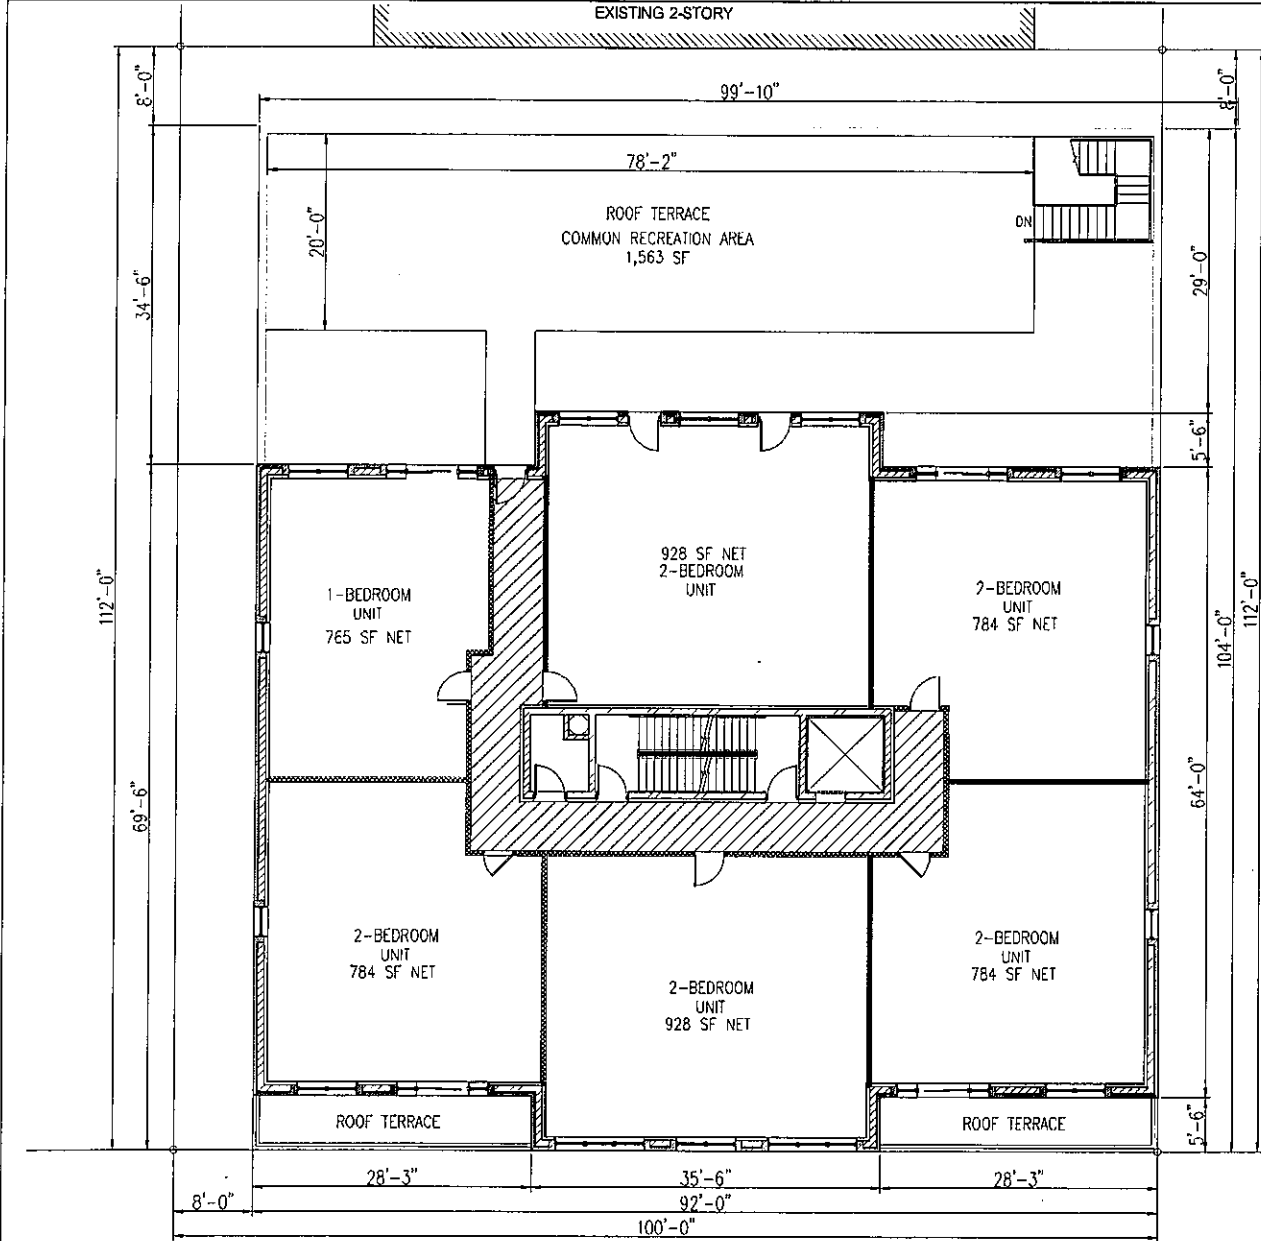 EXISTING 2-STORY
8'-0"
8'-0"
99'-10"
78'-2"
20'-0"
ROOF TERRACE
COMMON RECREATION AREA
1,563 SF
DN
34'-6"
29'-0"
5'-6"
112'-0"
1-BEDROOM
UNIT
765 SF NET
928 SF NET
2-BEDROOM
UNIT
2-BEDROOM
UNIT
784 SF NET
104'-0"
112'-0"
69'-6"
64'-0"
2-BEDROOM
UNIT
784 SF NET
2-BEDROOM
UNIT
928 SF NET
2-BEDROOM
UNIT
784 SF NET
ROOF TERRACE
ROOF TERRACE
5'-6"
28'-3"
35'-6"
28'-3"
8'-0"
92'-0"
100'-0"